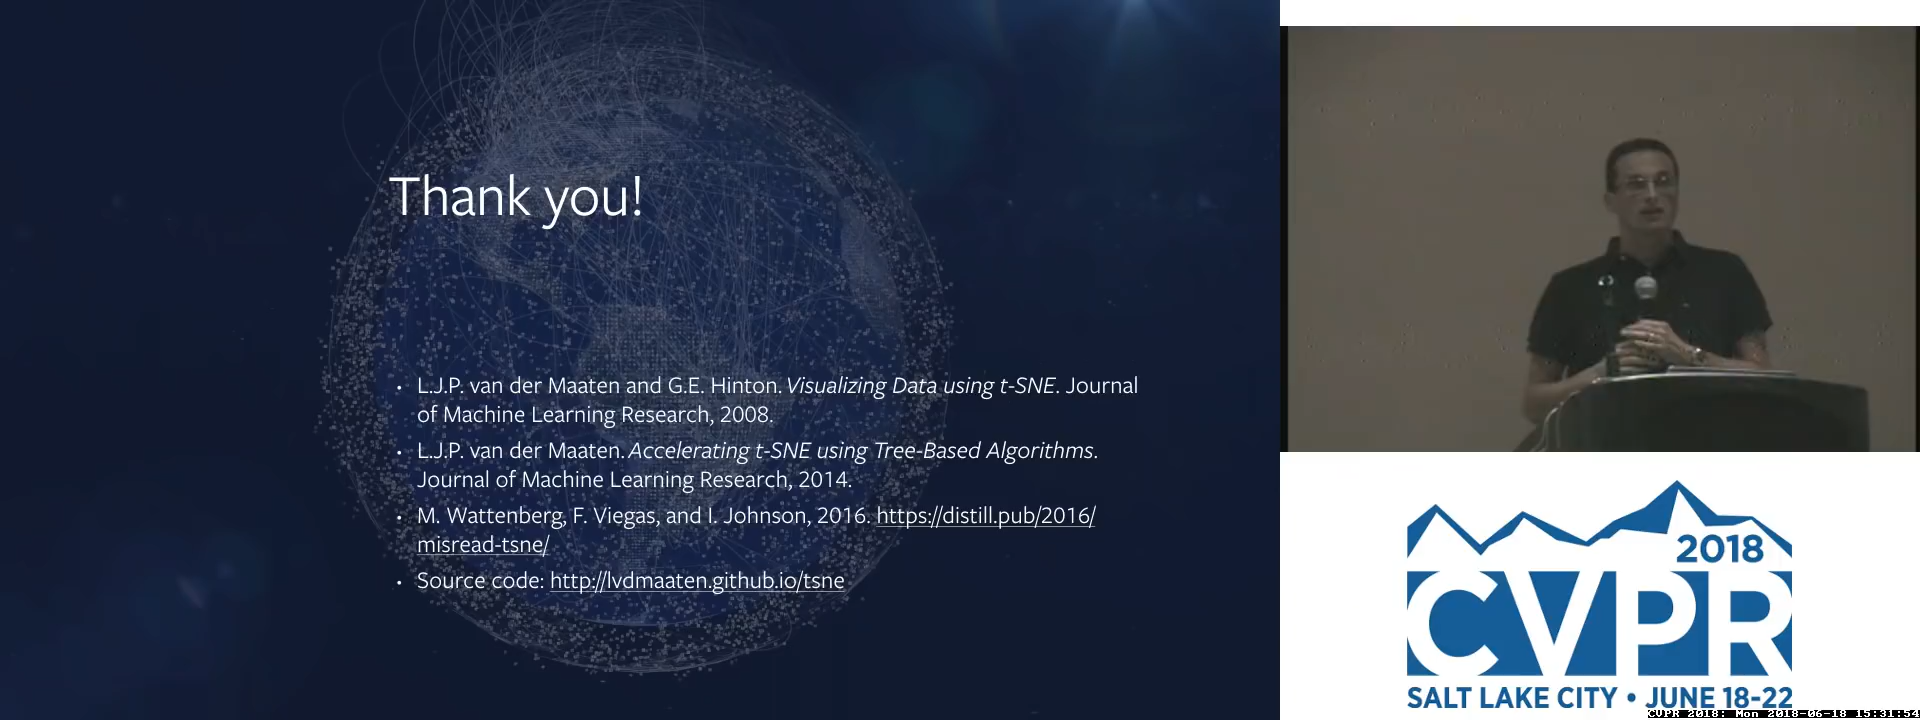 Thank you!
• L.J.P. van der Maaten and G.E. Hinton. Visualizing Data using t-SNE. Journal
of Machine Learning Research, 2008.
• L.J.P. van der Maaten. Accelerating t-SNE using Tree-Based Algorithms.
Journal of Machine Learning Research, 2014.
• M. Wattenberg, F. Viegas, and I. Johnson, 2016. https://distill.pub/2016/
misread-tsne/
• Source code: http://lvdmaaten.github.io/tsne
2018
CVPR
SALT LAKE CITY • JUNE 18-22
CVPR 2018: Mon 2018-06-18 15:31:54